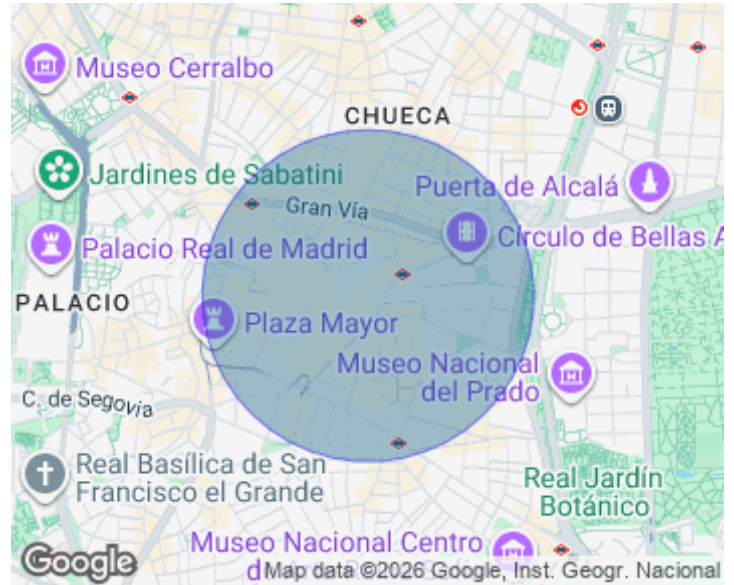 Museo Cerralbo
CHUECA
Jardines de Sabatini
Puerta de Alcalá
Gran Vía
Círculo de Bellas A
Palacio Real de Madrid
PALACIO
Plaza Mayor
Museo Nacional
del Prado
C. de Segovia
Real Basílica de San
Francisco el Grande
Real Jardín
Botánico
Museo Nacional Centro
d
Google
Map data ©2026 Google, Inst. Geogr. Nacional